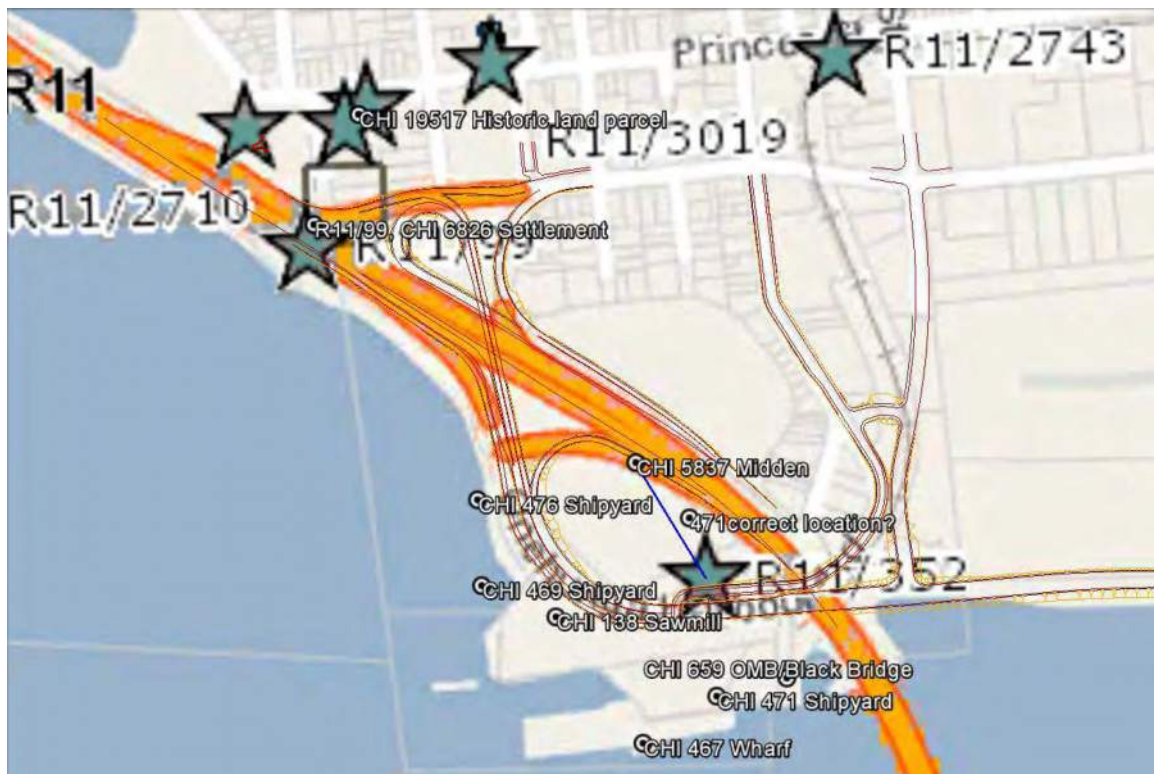 Princes
R11/2743
R11
CHI 19517 Historic land parcel
R11/3019
R11/2710
R11/99, CHI 6826 Settlement
R11/99
CHI 5837 Midden
CHI 476 Shipyard
471correct location?
R11/352
CHI 469 Shipyard
CHI 138 Sawmill
CHI 659 OMB/Black Bridge
CHI 471 Shipyard
CHI 467 Wharf